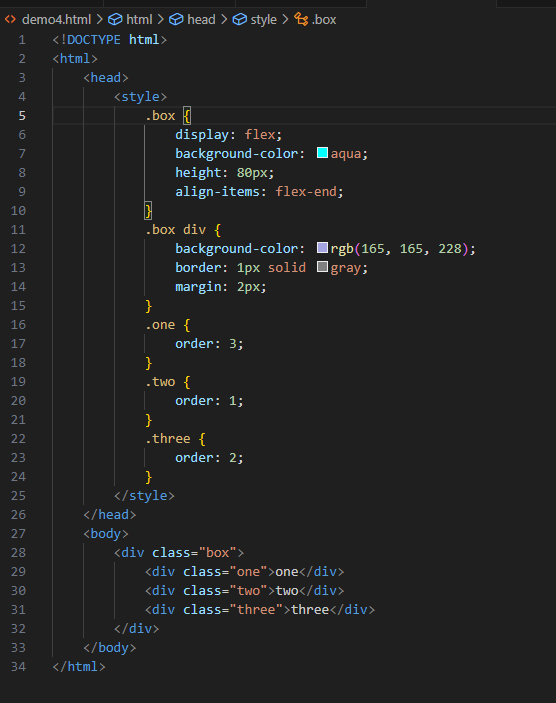 demo4.html > html > head > style > .box
1 <!DOCTYPE html>
2 <html>
3 <head>
4 <style>
5 .box {
6 display: flex;
7 background-color: aqua;
8 height: 80px;
9 align-items: flex-end;
10 }
11 .box div {
12 background-color: rgb(165, 165, 228);
13 border: 1px solid gray;
14 margin: 2px;
15 }
16 .one {
17 order: 3;
18 }
19 .two {
20 order: 1;
21 }
22 .three {
23 order: 2;
24 }
25 </style>
26 </head>
27 <body>
28 <div class="box">
29 <div class="one">one</div>
30 <div class="two">two</div>
31 <div class="three">three</div>
32 </div>
33 </body>
34 </html>